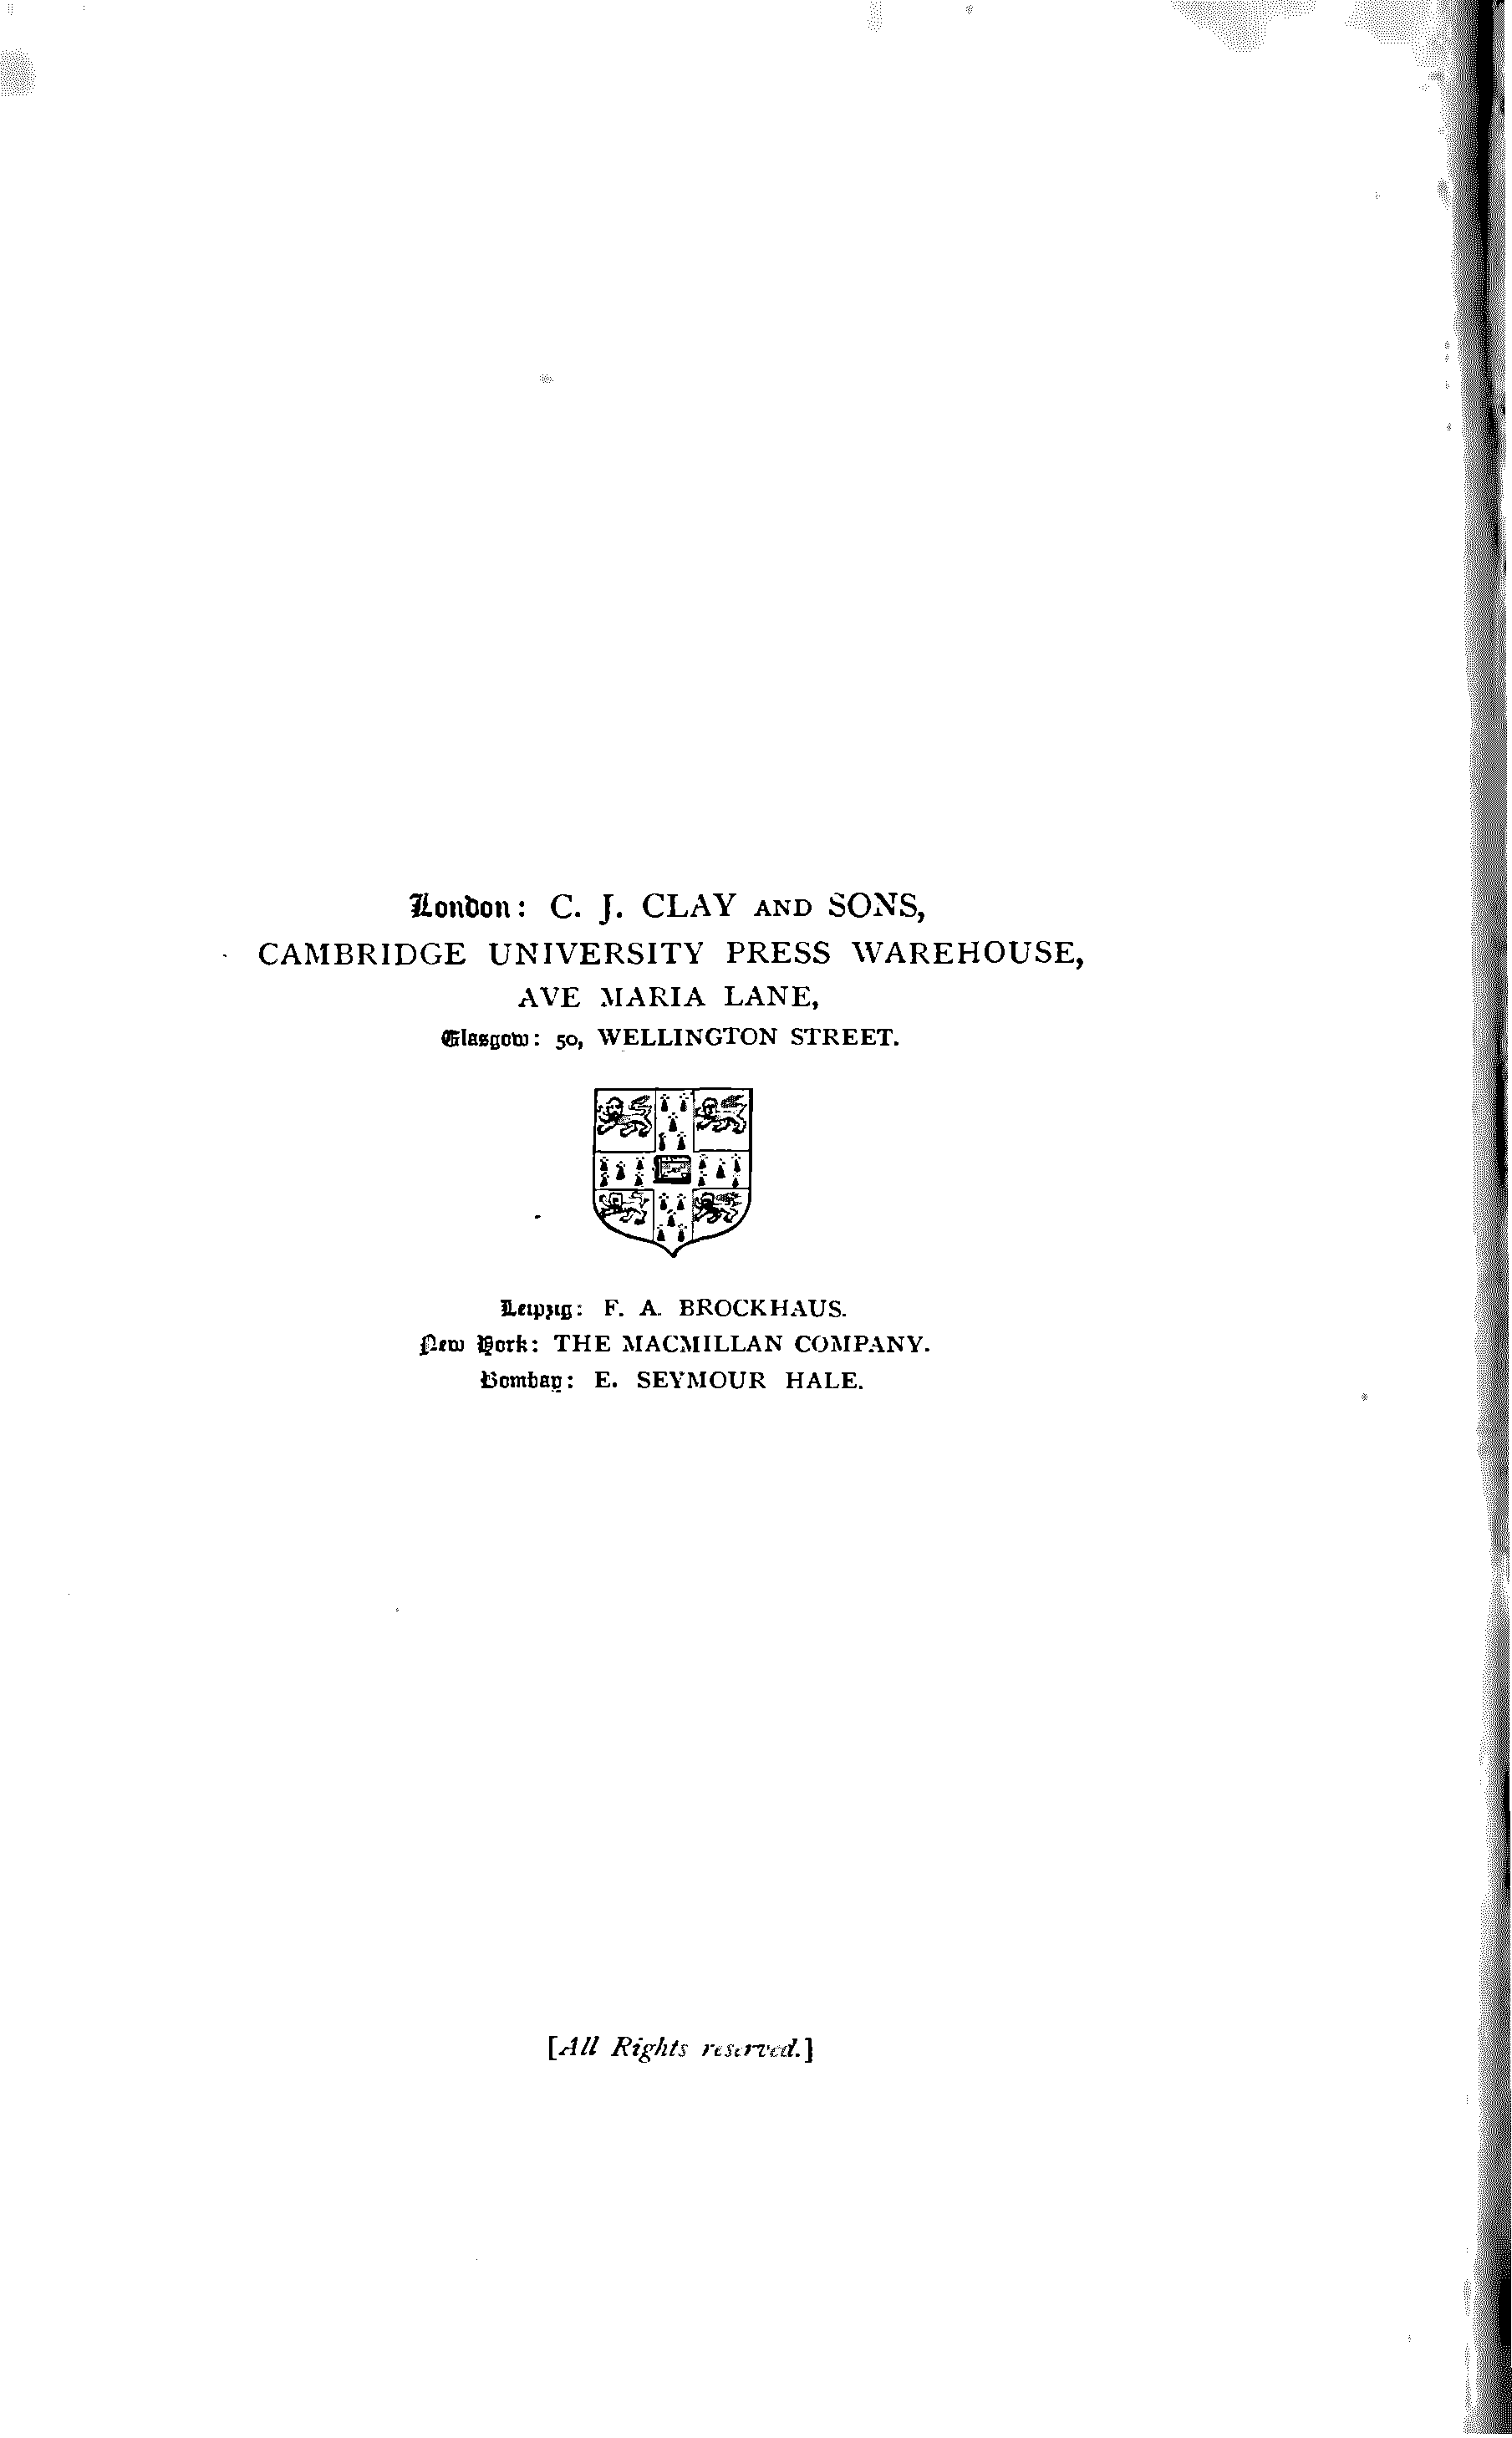 London: C. J. CLAY AND SONS,
CAMBRIDGE UNIVERSITY PRESS WAREHOUSE,
AVE MARIA LANE,
Glasgow: 50, WELLINGTON STREET.
Leipzig: F. A. BROCKHAUS.
New York: THE MACMILLAN COMPANY.
Bombay: E. SEYMOUR HALE.
[All Rights reserved.]